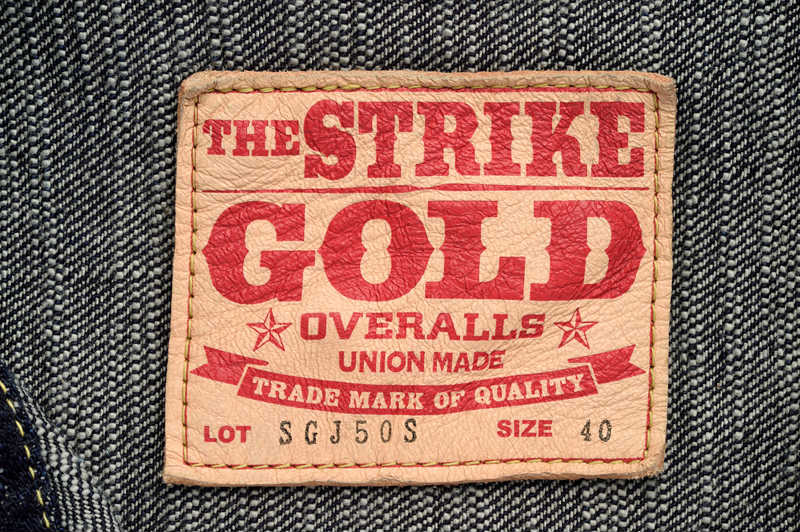 THE STRIKE
GOLD
OVERALLS
UNION MADE
TRADE MARK OF QUALITY
LOT SGJ50S SIZE 40